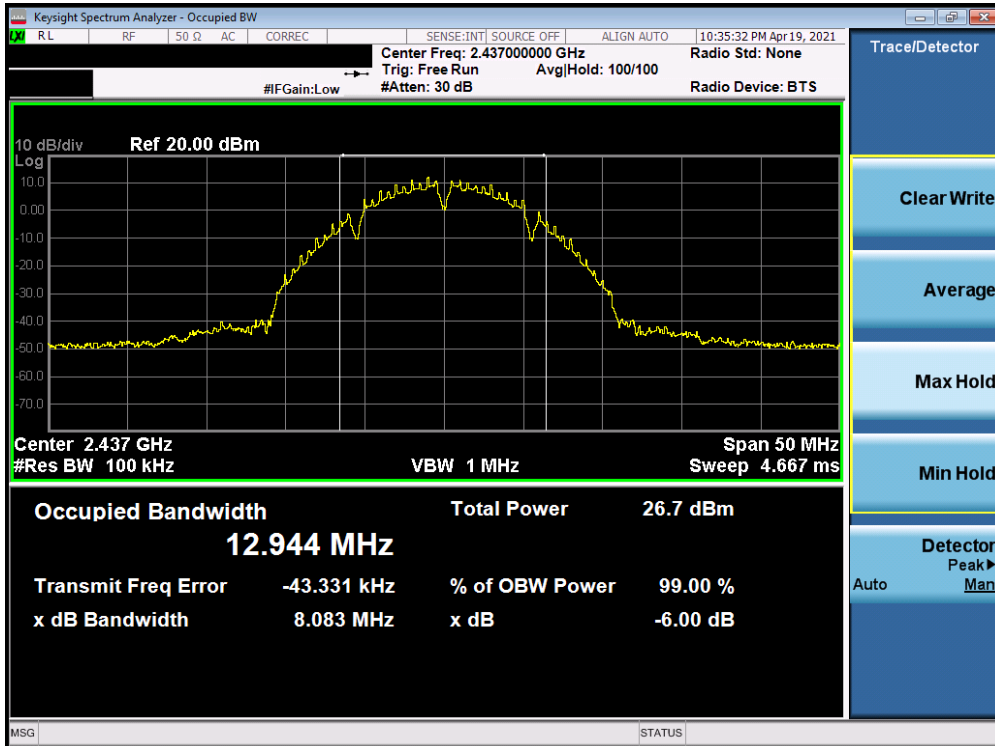 Keysight Spectrum Analyzer - Occupied BW
LXI RL RF 50 Ω AC CORREC SENSE:INT SOURCE OFF ALIGN AUTO 10:35:32 PM Apr 19, 2021
Center Freq: 2.437000000 GHz Radio Std: None
Trig: Free Run Avg|Hold: 100/100
#IFGain:Low #Atten: 30 dB Radio Device: BTS
Trace/Detector
10 dB/div Ref 20.00 dBm
Log
10.0
0.00
-10.0
-20.0
-30.0
-40.0
-50.0
-60.0
-70.0
Center 2.437 GHz Span 50 MHz
#Res BW 100 kHz VBW 1 MHz Sweep 4.667 ms
Occupied Bandwidth Total Power 26.7 dBm
12.944 MHz
Transmit Freq Error -43.331 kHz % of OBW Power 99.00 %
x dB Bandwidth 8.083 MHz x dB -6.00 dB
Clear Write
Average
Max Hold
Min Hold
Detector
Peak▶
Auto Man
MSG STATUS